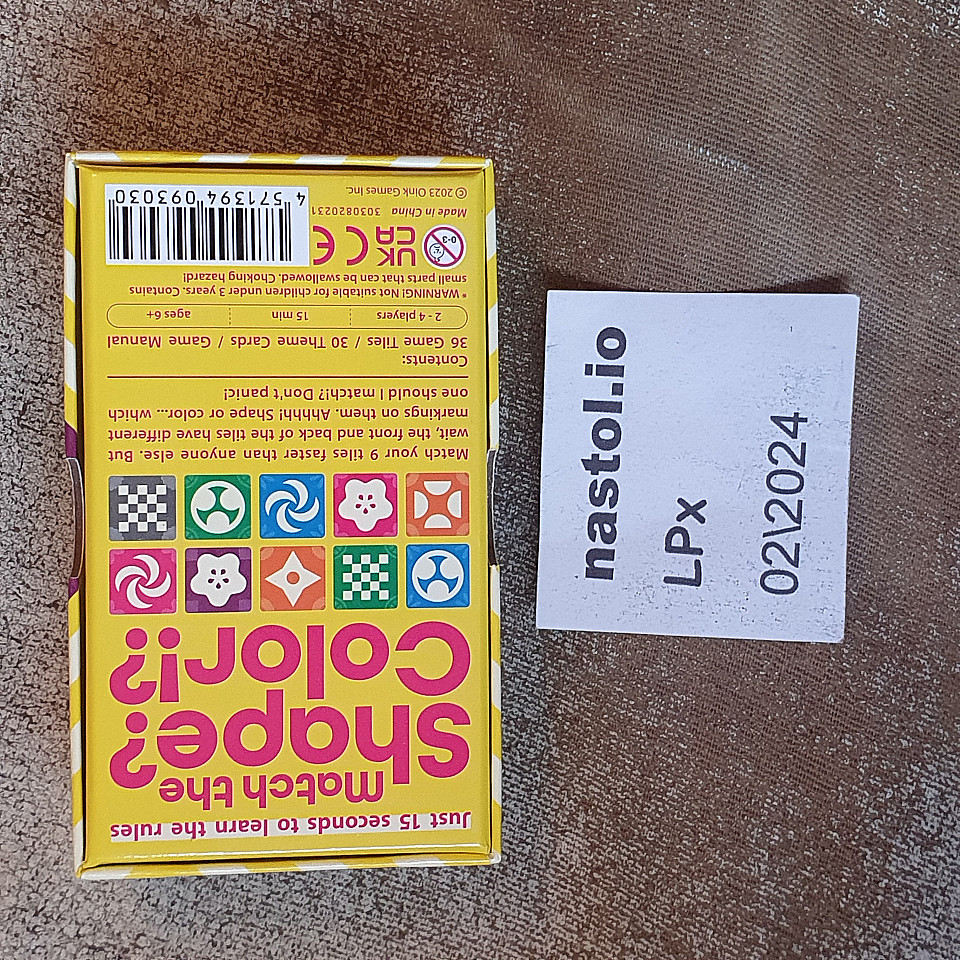 Just 15 seconds to learn the rules
Match the
Shape?
Color!?
Match your 9 tiles faster than anyone else. But
wait, the front and back of the tiles have different
markings on them. Ahhhh! Shape or color... which
one should I match!? Don't panic!
Contents:
36 Game Tiles / 30 Theme Cards / Game Manual
2 - 4 players 15 min ages 6+
* WARNING! Not suitable for children under 3 years. Contains
small parts that can be swallowed. Choking hazard!
0-3
UK
CA
CE
Made in China 3030820231
© 2023 Oink Games Inc.
4 571394 093030
nastol.io
LPx
02\2024